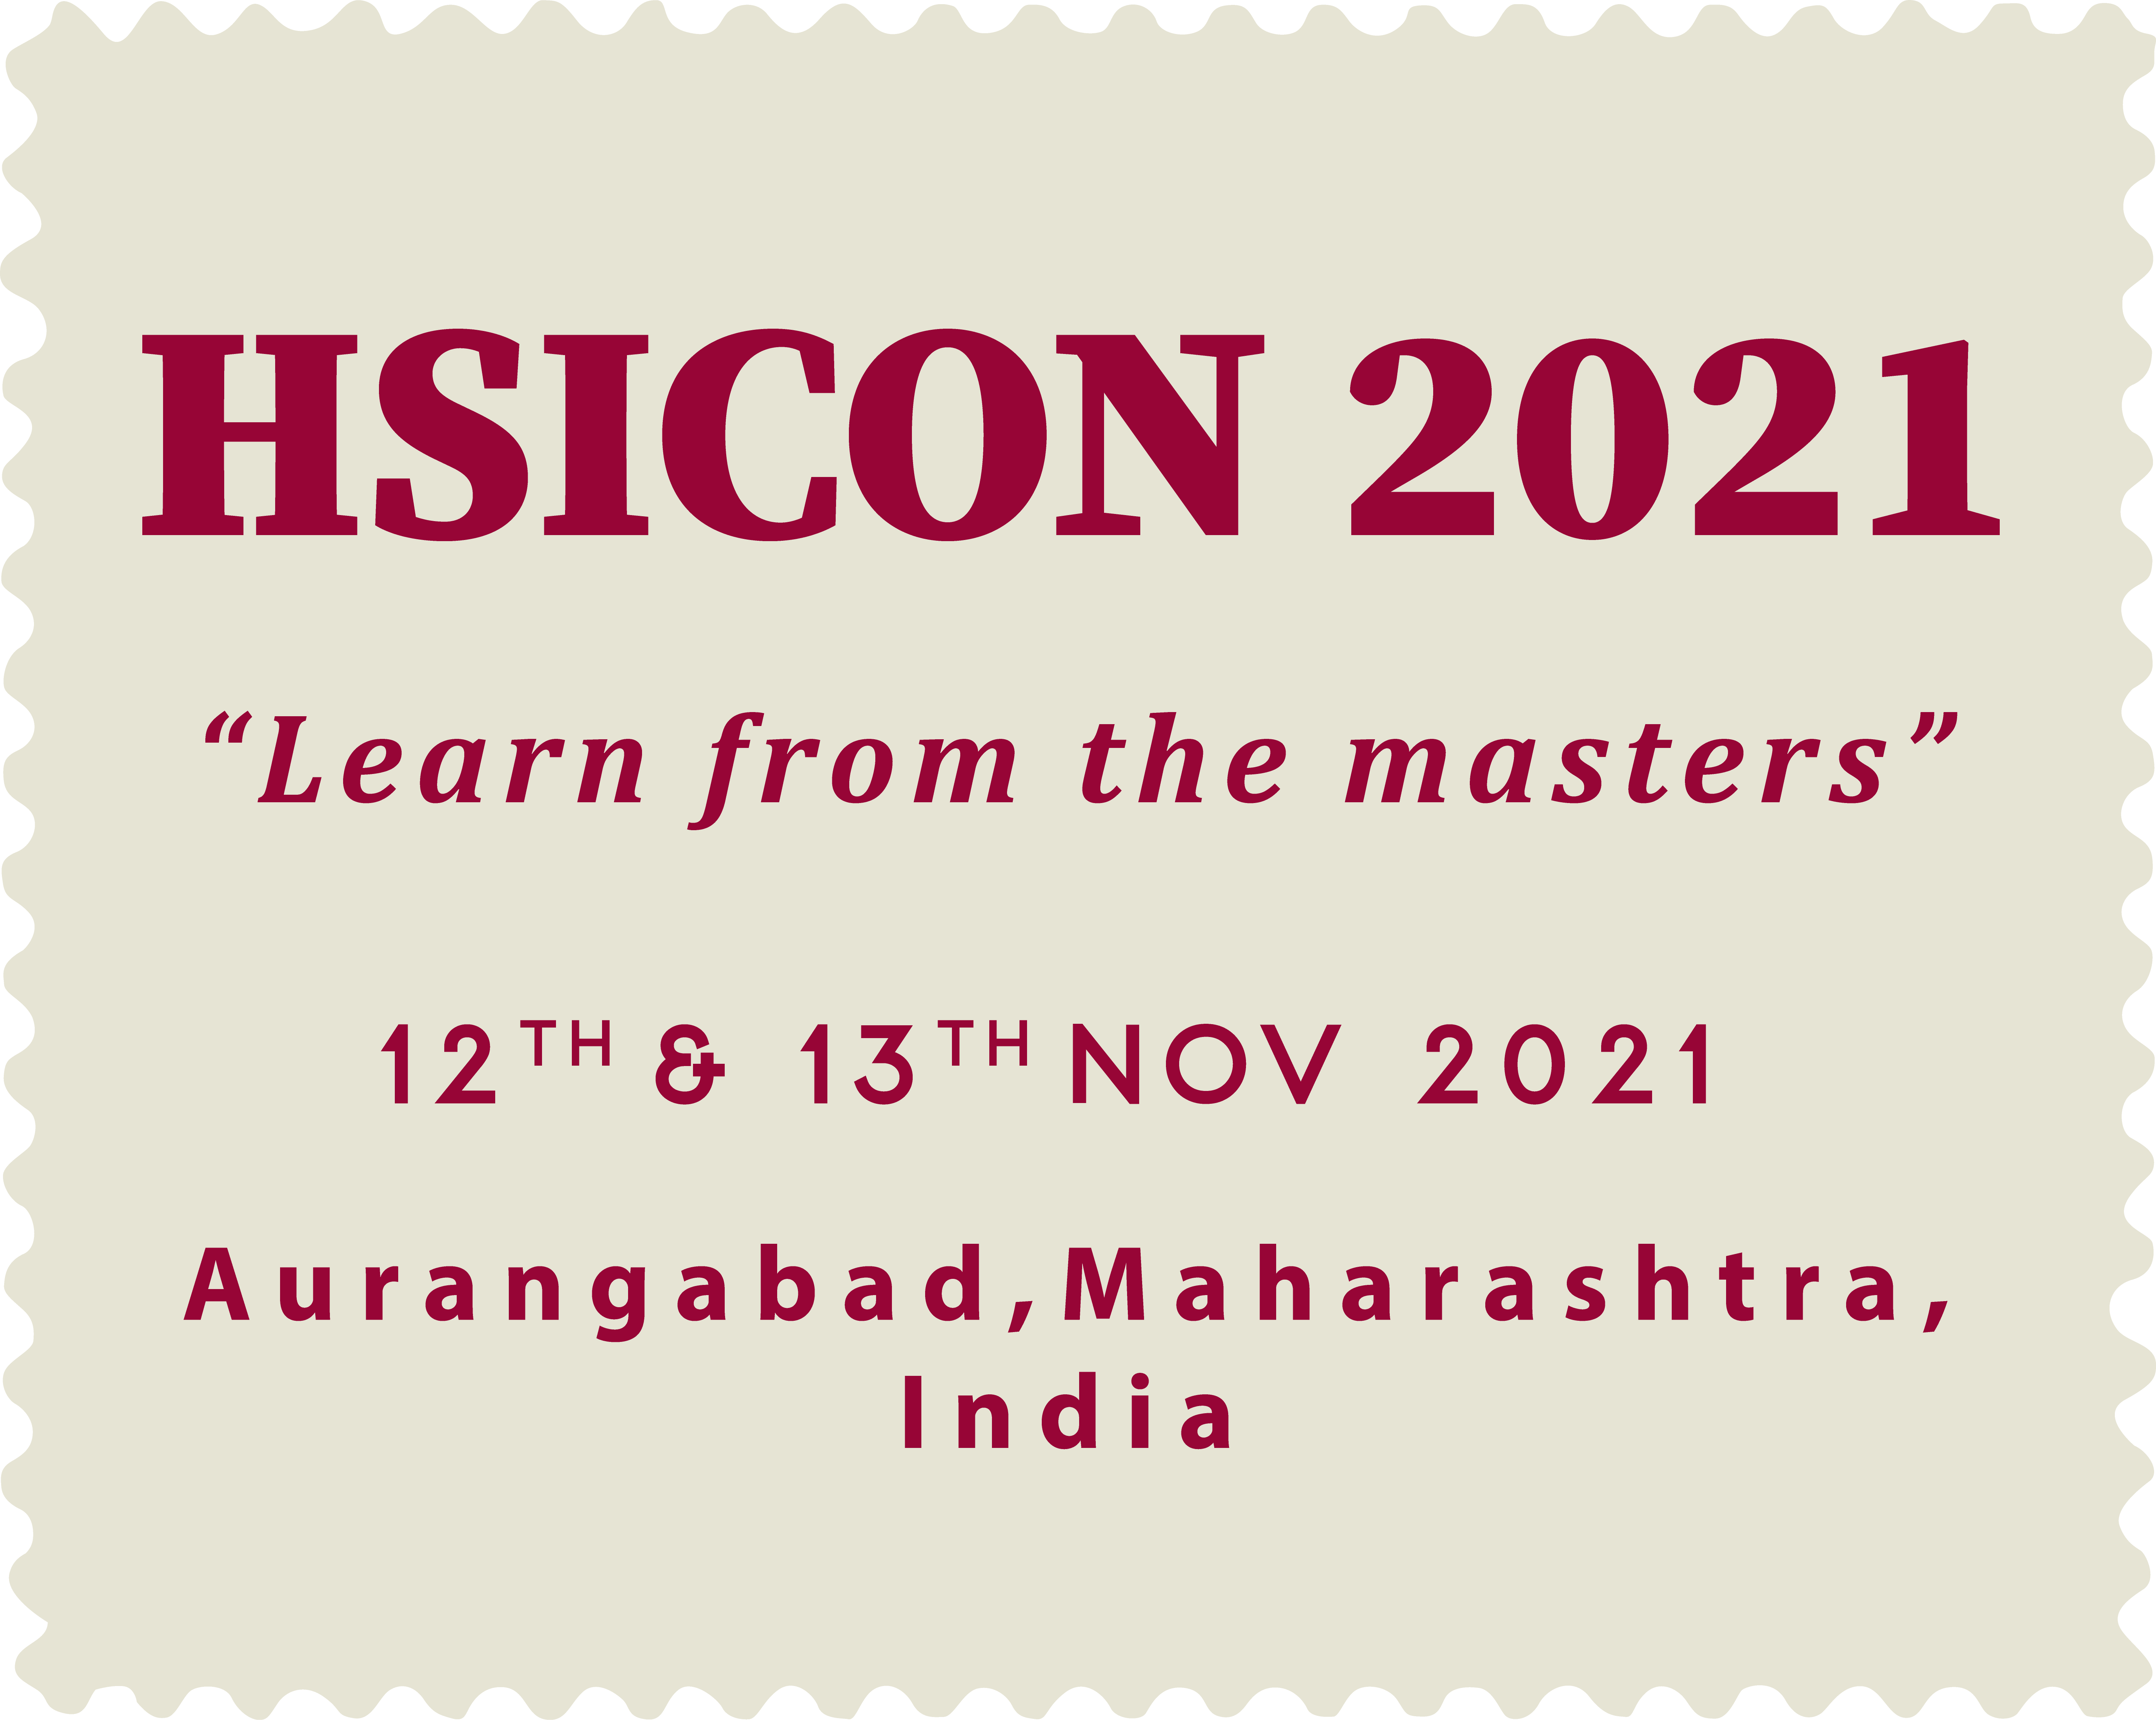 HSICON 2021
“Learn from the masters”
12TH & 13TH NOV 2021
Aurangabad,Maharashtra,
India